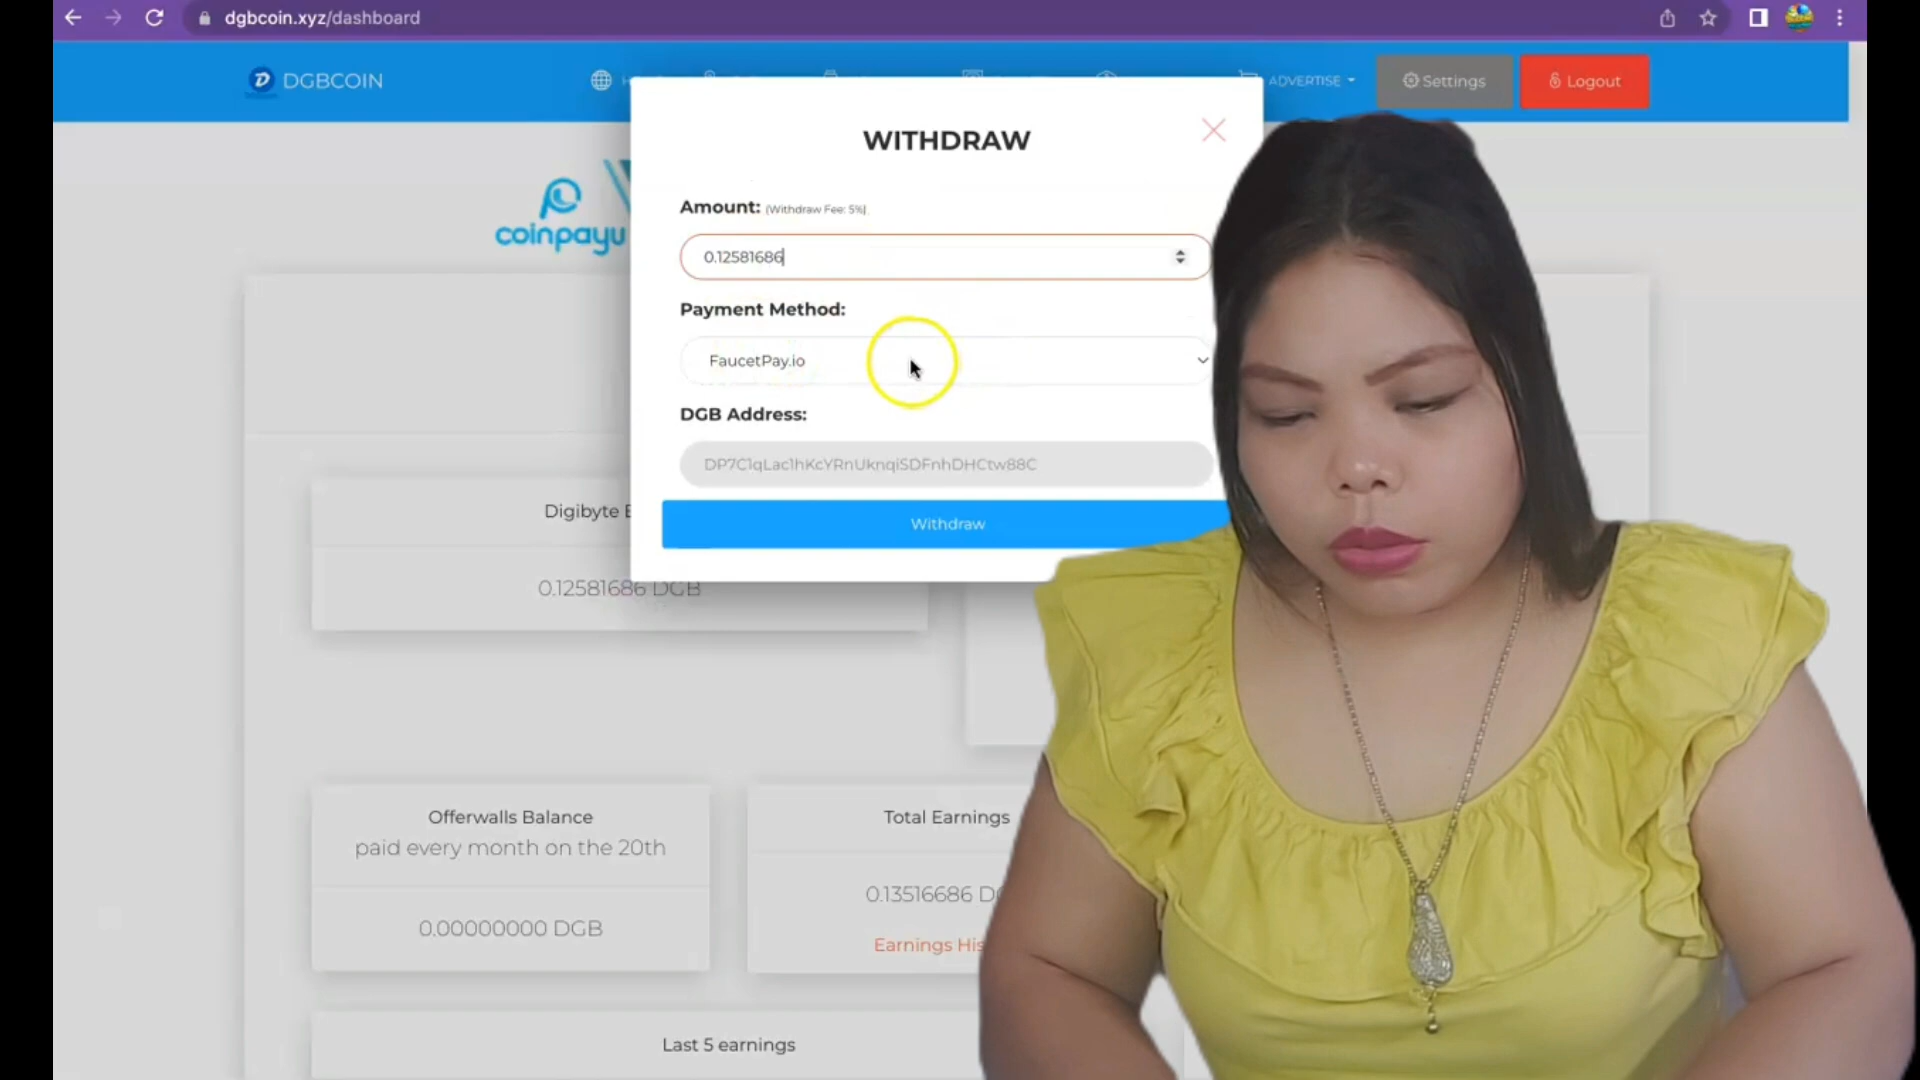 dgbcoin.xyz/dashboard
DGBCOIN
ADVERTISE
Settings
Logout
WITHDRAW
coinpayu
Amount: (Withdraw Fee: 5%)
0.12581686
Payment Method:
FaucetPay.io
DGB Address:
DP7C1qLac1hKcYRnUknqiSDFnhDHCtw88C
Digibyte
Withdraw
0.12581686 DGB
Offerwalls Balance
paid every month on the 20th
0.00000000 DGB
Total Earnings
0.13516686
Earnings His
Last 5 earnings